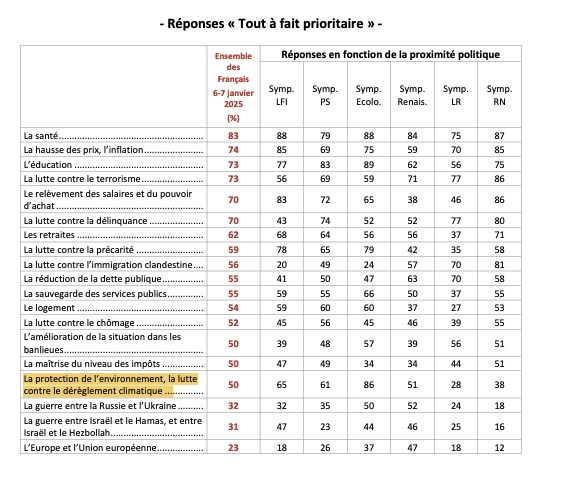 - Réponses « Tout à fait prioritaire » -
Ensemble des Français 6-7 janvier 2025 (%)
Réponses en fonction de la proximité politique
Symp. LFI
Symp. PS
Symp. Ecolo.
Symp. Renais.
Symp. LR
Symp. RN
La santé 83 88 79 88 84 75 87
La hausse des prix, l'inflation 74 85 69 75 59 70 85
L'éducation 73 77 83 89 62 56 75
La lutte contre le terrorisme 73 56 69 59 71 77 86
Le relèvement des salaires et du pouvoir
d'achat 70 83 72 65 38 46 86
La lutte contre la délinquance 70 43 74 52 52 77 80
Les retraites 62 68 64 56 56 37 71
La lutte contre la précarité 59 78 65 79 42 35 58
La lutte contre l'immigration clandestine 56 20 49 24 57 70 81
La réduction de la dette publique 55 41 50 47 63 70 58
La sauvegarde des services publics 55 59 55 66 50 37 55
Le logement 54 59 60 60 37 27 53
La lutte contre le chômage 52 45 56 45 46 39 55
L'amélioration de la situation dans les
banlieues 50 39 48 57 39 56 51
La maîtrise du niveau des impôts 50 47 49 34 34 44 51
La protection de l'environnement, la lutte
contre le dérèglement climatique 50 65 61 86 51 28 38
La guerre entre la Russie et l'Ukraine 32 32 35 50 52 24 18
La guerre entre Israël et le Hamas, et entre
Israël et le Hezbollah 31 47 23 44 46 25 16
L'Europe et l'Union européenne 23 18 26 37 47 18 12